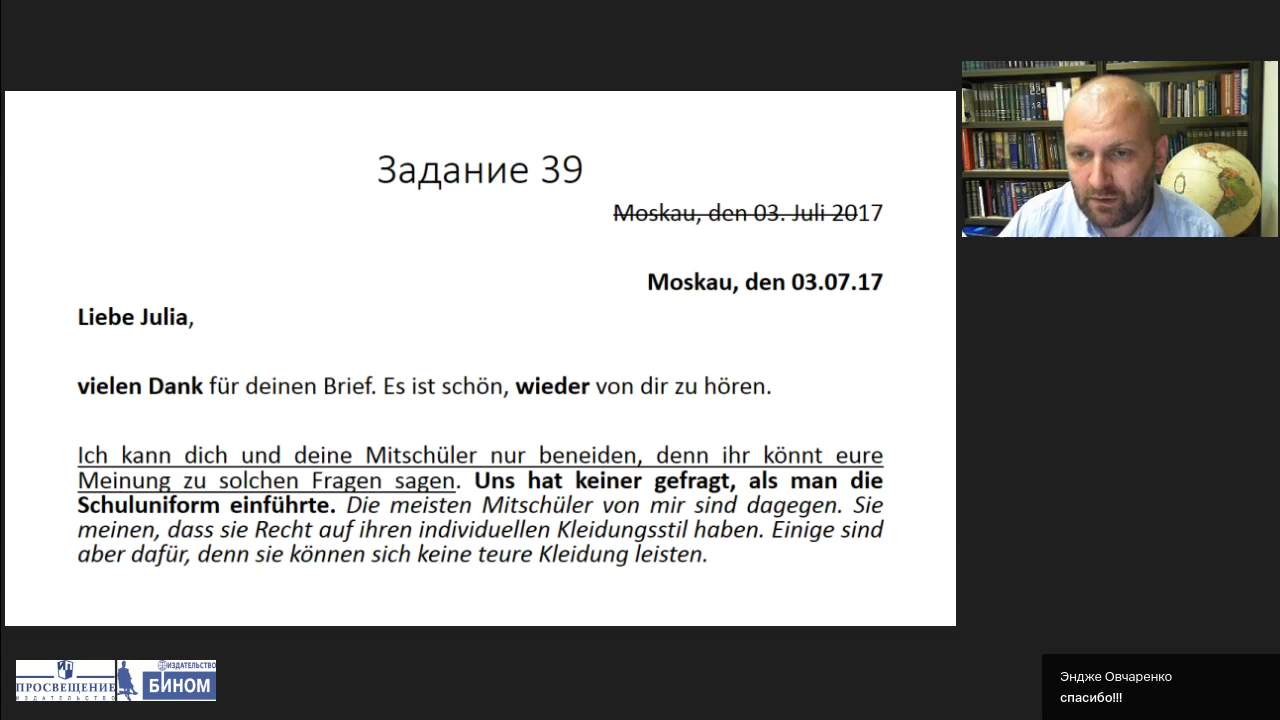 Задание 39
Moskau, den 03. Juli 2017
Moskau, den 03.07.17
Liebe Julia,
vielen Dank für deinen Brief. Es ist schön, wieder von dir zu hören.
Ich kann dich und deine Mitschüler nur beneiden, denn ihr könnt eure
Meinung zu solchen Fragen sagen. Uns hat keiner gefragt, als man die
Schuluniform einführte. Die meisten Mitschüler von mir sind dagegen. Sie
meinen, dass sie Recht auf ihren individuellen Kleidungsstil haben. Einige sind
aber dafür, denn sie können sich keine teure Kleidung leisten.
ПРОСВЕЩЕНИЕ
ИЗДАТЕЛЬСТВО
ИЗДАТЕЛЬСТВО
БИНОМ
Эндже Овчаренко
спасибо!!!